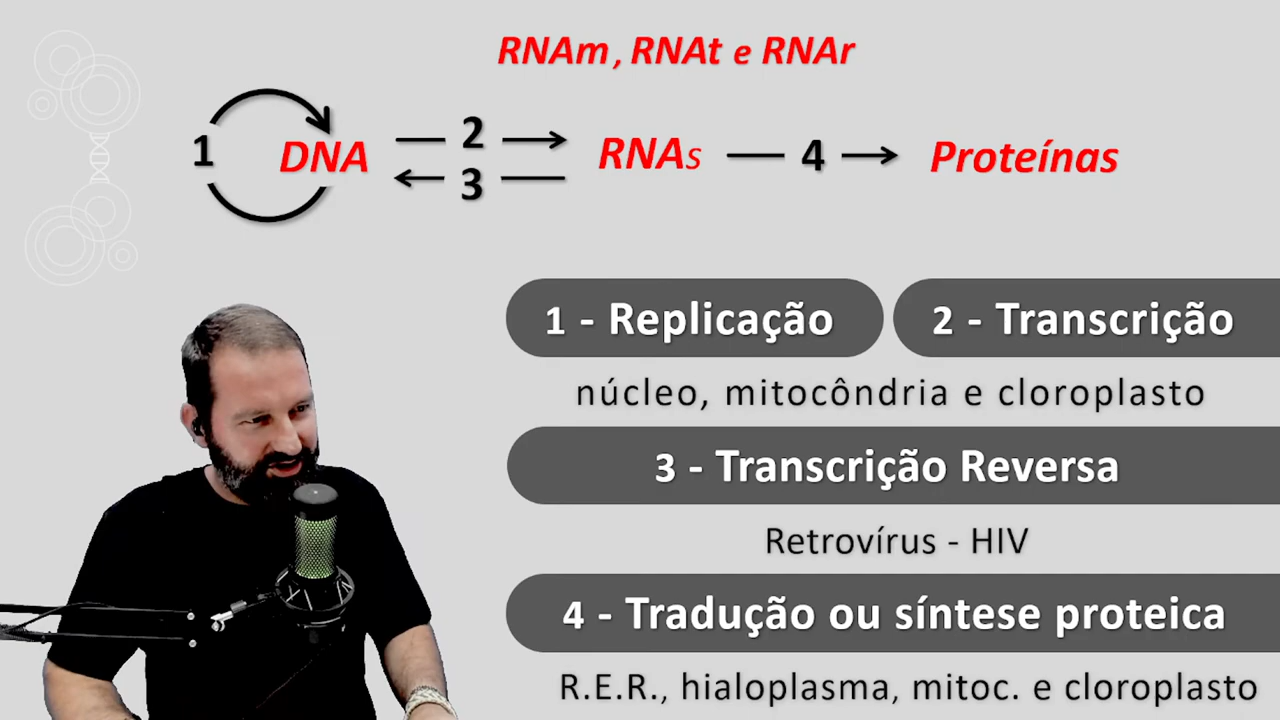 RNAm, RNAt e RNAr
1 DNA 2 RNAs 4 Proteínas
3
1 - Replicação 2 - Transcrição
núcleo, mitocôndria e cloroplasto
3 - Transcrição Reversa
Retrovírus - HIV
4 - Tradução ou síntese proteica
R.E.R., hialoplasma, mitoc. e cloroplasto